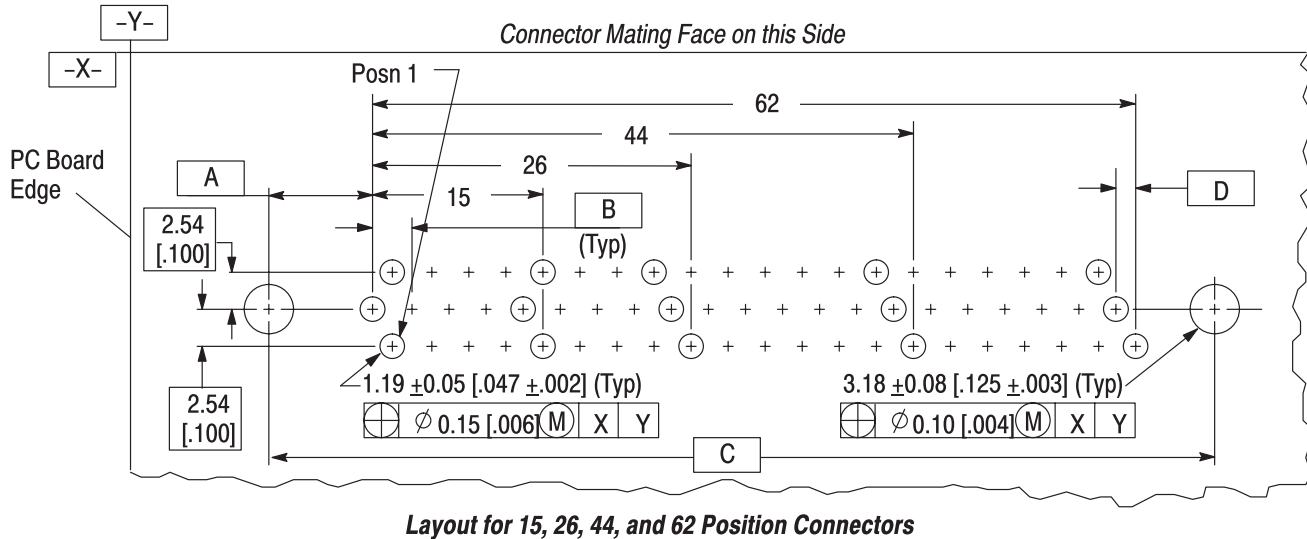 -Y-
Connector Mating Face on this Side
-X-
Posn 1
62
44
PC Board
Edge
26
A
15
B
(Typ)
D
2.54
[.100]
1.19 ±0.05 [.047 ±.002] (Typ)
3.18 ±0.08 [.125 ±.003] (Typ)
2.54
[.100]
⌖ ∅ 0.15 [.006] Ⓜ X Y
⌖ ∅ 0.10 [.004] Ⓜ X Y
C
Layout for 15, 26, 44, and 62 Position Connectors